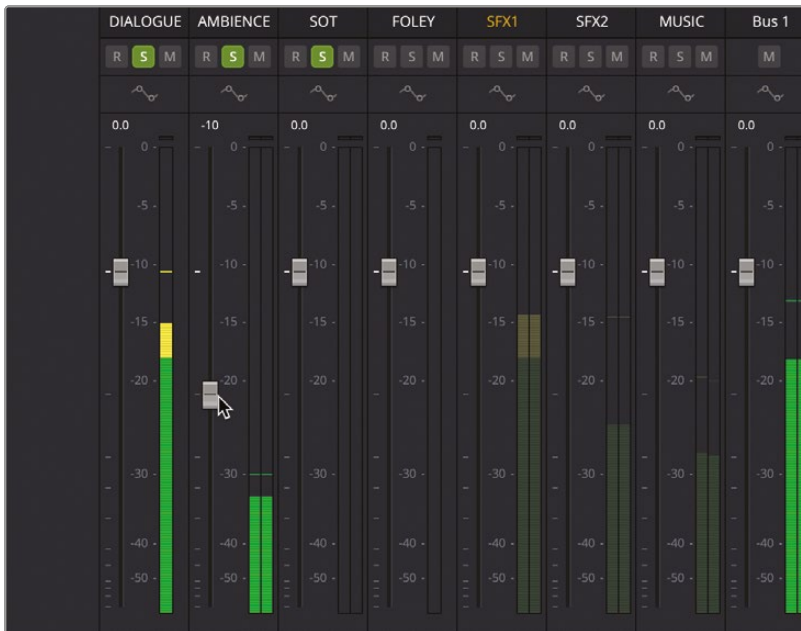 DIALOGUE AMBIENCE SOT FOLEY SFX1 SFX2 MUSIC Bus 1
R S M R S M R S M R S M R S M R S M R S M M
0.0 -10 0.0 0.0 0.0 0.0 0.0 0.0
0 - 0 - 0 - 0 - 0 - 0 - 0 - 0 -
-5 - -5 - -5 - -5 - -5 - -5 - -5 - -5 -
-10 - -10 - -10 - -10 - -10 - -10 - -10 - -10 -
-15 - -15 - -15 - -15 - -15 - -15 - -15 - -15 -
-20 - -20 - -20 - -20 - -20 - -20 - -20 - -20 -
-30 - -30 - -30 - -30 - -30 - -30 - -30 - -30 -
-40 - -40 - -40 - -40 - -40 - -40 - -40 - -40 -
-50 - -50 - -50 - -50 - -50 - -50 - -50 - -50 -